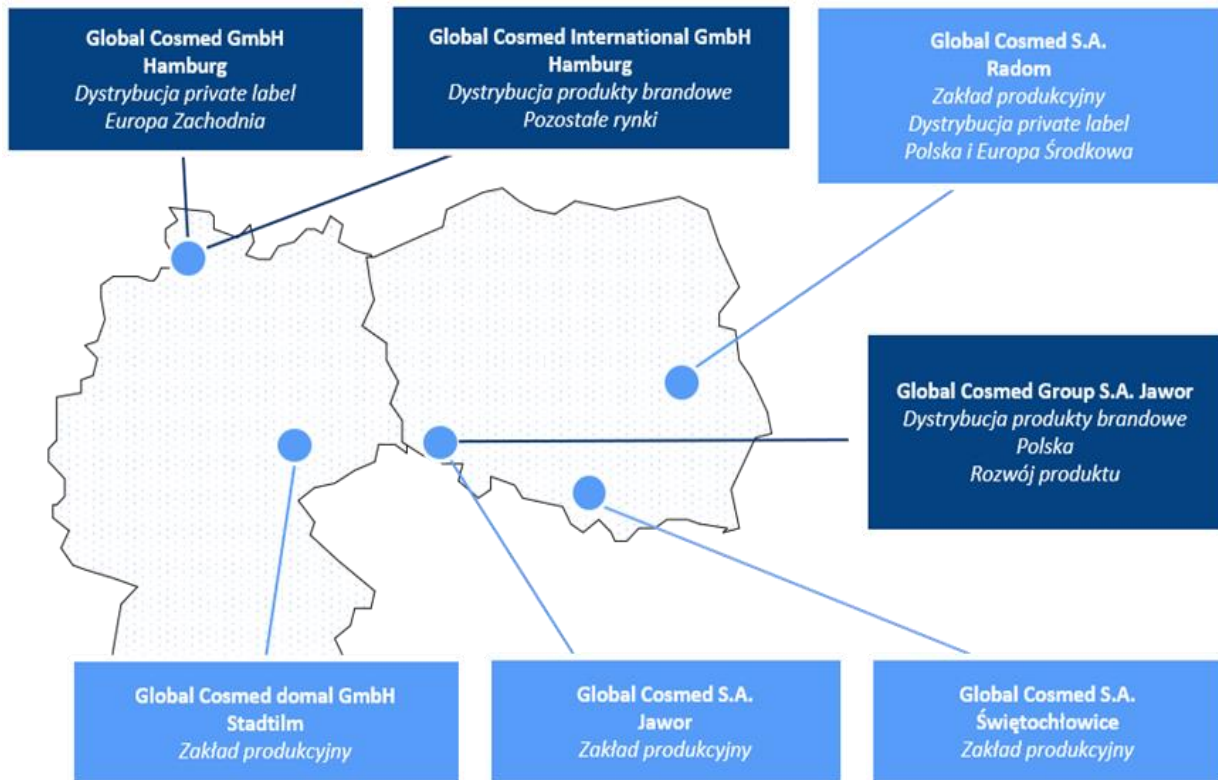 Global Cosmed GmbH
Hamburg
Dystrybucja private label
Europa Zachodnia
Global Cosmed International GmbH
Hamburg
Dystrybucja produkty brandowe
Pozostałe rynki
Global Cosmed S.A.
Radom
Zakład produkcyjny
Dystrybucja private label
Polska i Europa Środkowa
Global Cosmed Group S.A. Jawor
Dystrybucja produkty brandowe
Polska
Rozwój produktu
Global Cosmed domal GmbH
Stadtilm
Zakład produkcyjny
Global Cosmed S.A.
Jawor
Zakład produkcyjny
Global Cosmed S.A.
Świętochłowice
Zakład produkcyjny